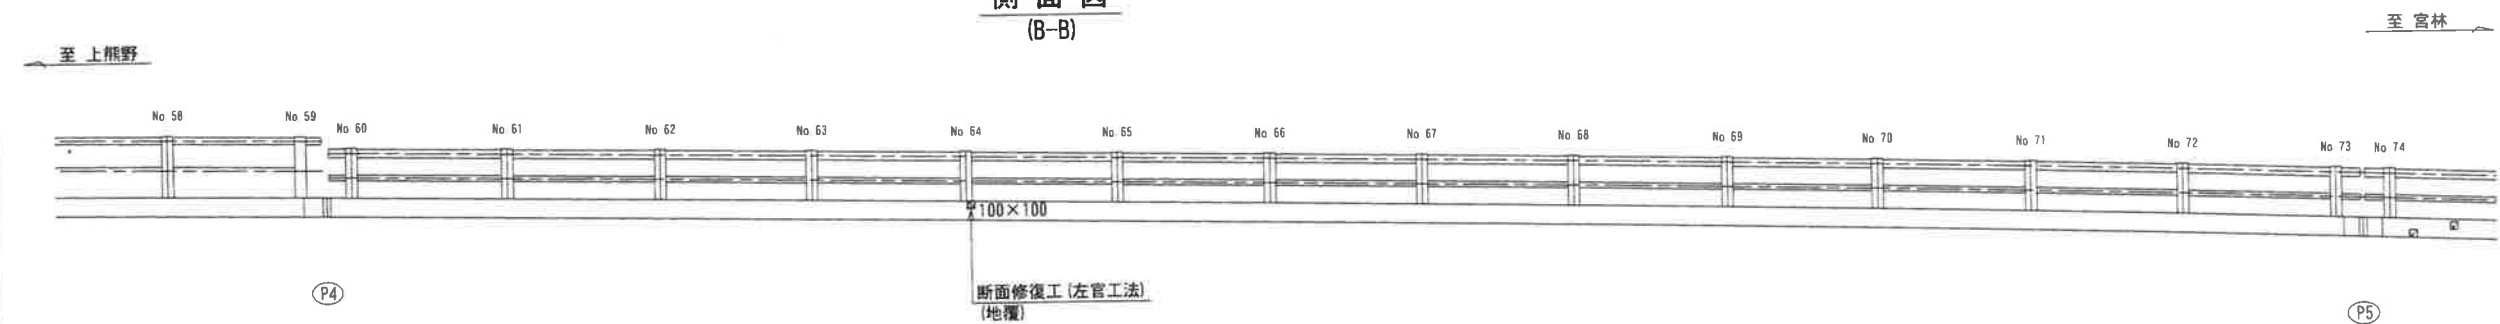 側面図
(B-B)
至 宮林
至 上熊野
No 58
No 59
No 60
No 61
No 62
No 63
No 64
No 65
No 66
No 67
No 68
No 69
No 70
No 71
No 72
No 73
No 74
100×100
断面修復工(左官工法)
(地覆)
P4
P5